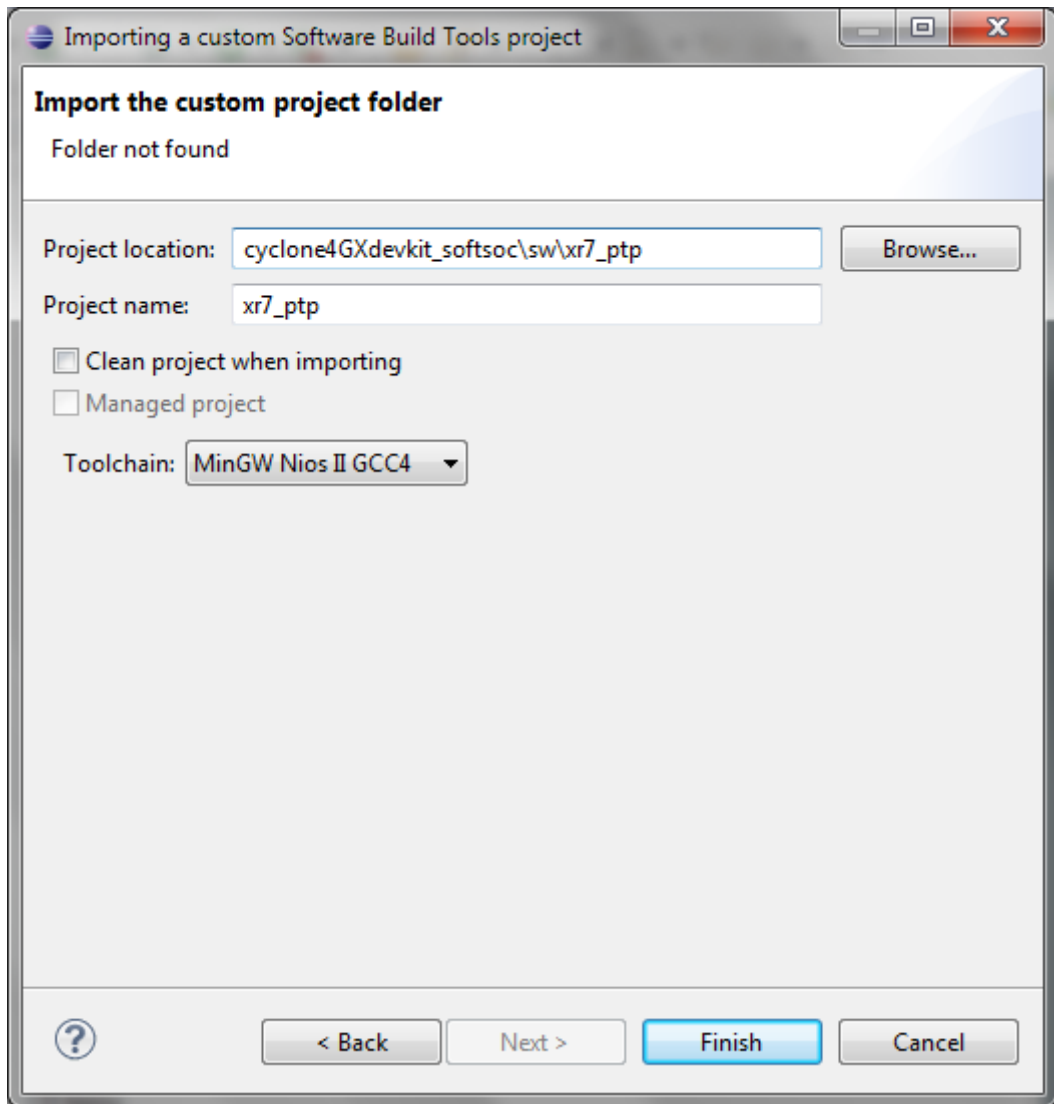 Importing a custom Software Build Tools project
Import the custom project folder
Folder not found
Project location: cyclone4GXdevkit_softsoc\sw\xr7_ptp Browse...
Project name: xr7_ptp
Clean project when importing
Managed project
Toolchain: MinGW Nios II GCC4
? < Back Next > Finish Cancel